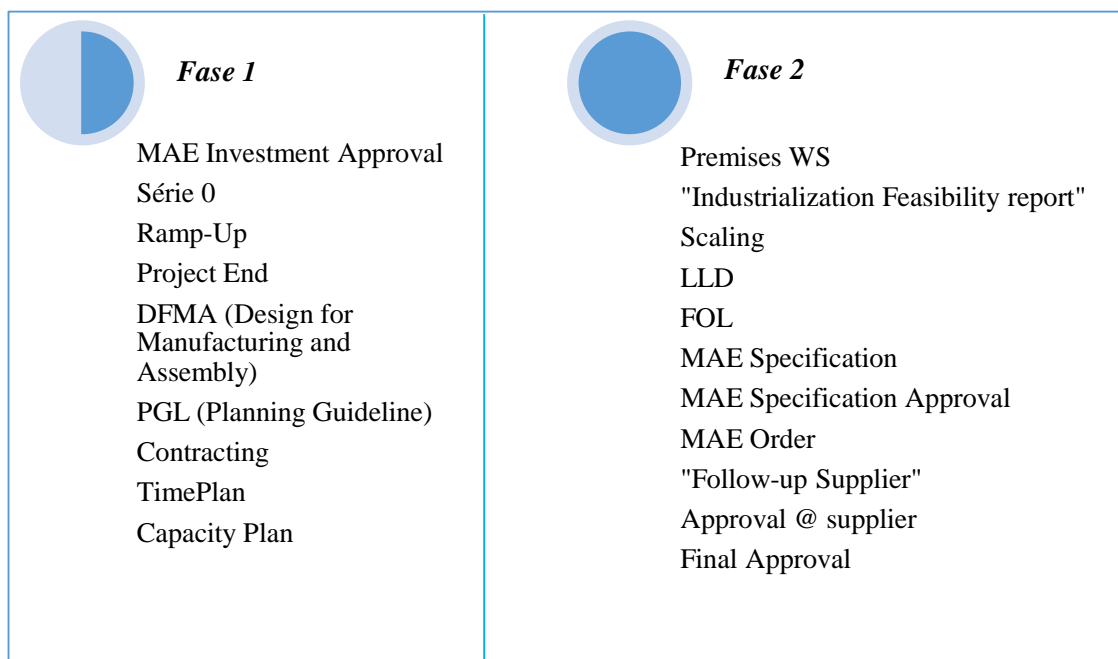 Fase 1
MAE Investment Approval
Série 0
Ramp-Up
Project End
DFMA (Design for
Manufacturing and
Assembly)
PGL (Planning Guideline)
Contracting
TimePlan
Capacity Plan
Fase 2
Premises WS
"Industrialization Feasibility report"
Scaling
LLD
FOL
MAE Specification
MAE Specification Approval
MAE Order
"Follow-up Supplier"
Approval @ supplier
Final Approval